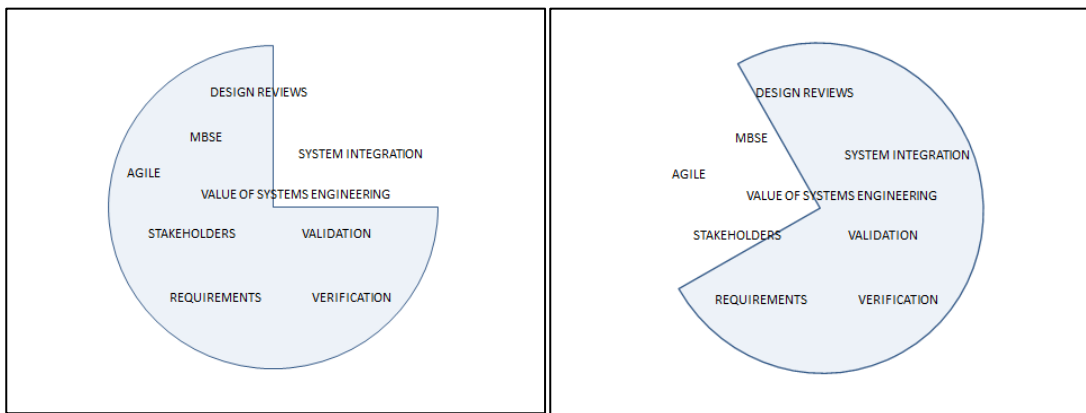 DESIGN REVIEWS
MBSE
SYSTEM INTEGRATION
AGILE
VALUE OF SYSTEMS ENGINEERING
STAKEHOLDERS
VALIDATION
REQUIREMENTS
VERIFICATION
DESIGN REVIEWS
MBSE
SYSTEM INTEGRATION
AGILE
VALUE OF SYSTEMS ENGINEERING
STAKEHOLDERS
VALIDATION
REQUIREMENTS
VERIFICATION